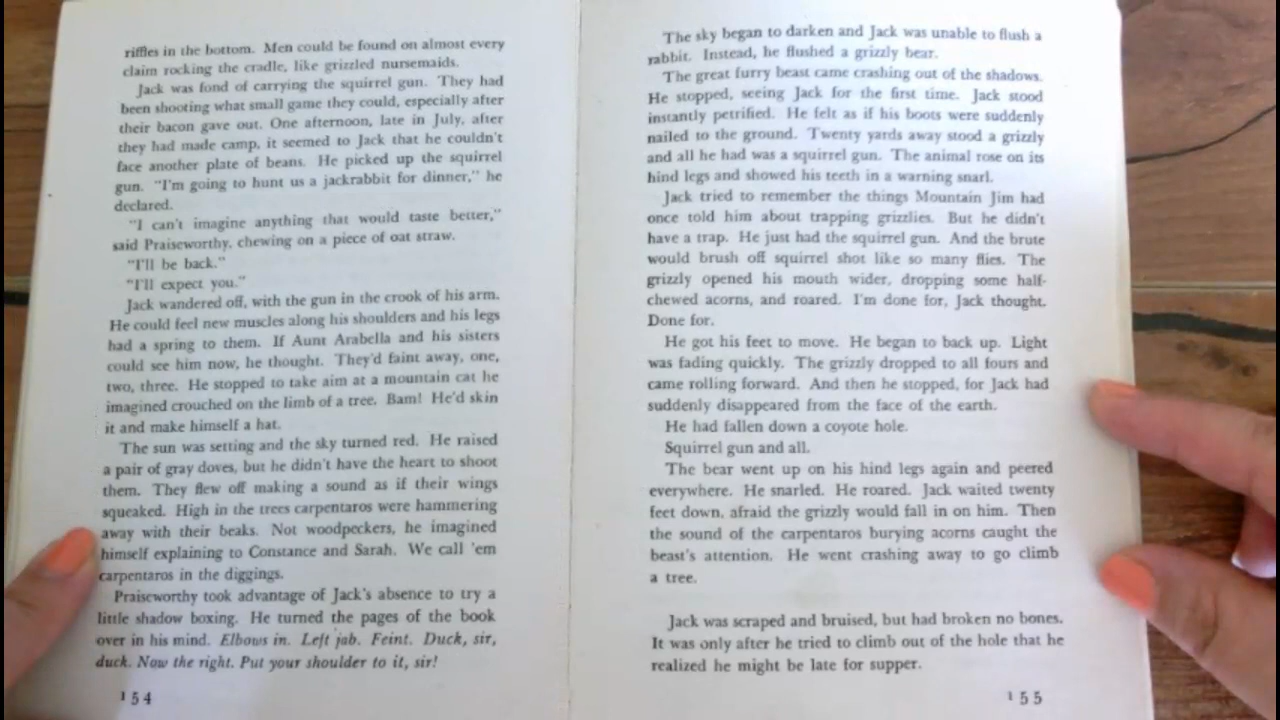 riffles in the bottom. Men could be found on almost every
claim rocking the cradle, like grizzled nursemaids.
Jack was fond of carrying the squirrel gun. They had
been shooting what small game they could, especially after
their bacon gave out. One afternoon, late in July, after
they had made camp, it seemed to Jack that he couldn't
face another plate of beans. He picked up the squirrel
gun. "I'm going to hunt us a jackrabbit for dinner," he
declared.
"I can't imagine anything that would taste better,"
said Praiseworthy, chewing on a piece of oat straw.
"I'll be back."
"I'll expect you."
Jack wandered off, with the gun in the crook of his arm.
He could feel new muscles along his shoulders and his legs
had a spring to them. If Aunt Arabella and his sisters
could see him now, he thought. They'd faint away, one,
two, three. He stopped to take aim at a mountain cat he
imagined crouched on the limb of a tree. Bam! He'd skin
it and make himself a hat.
The sun was setting and the sky turned red. He raised
a pair of gray doves, but he didn't have the heart to shoot
them. They flew off making a sound as if their wings
squeaked. High in the trees carpentaros were hammering
away with their beaks. Not woodpeckers, he imagined
himself explaining to Constance and Sarah. We call 'em
carpentaros in the diggings.
Praiseworthy took advantage of Jack's absence to try a
little shadow boxing. He turned the pages of the book
over in his mind. Elbows in. Left jab. Feint. Duck, sir,
duck. Now the right. Put your shoulder to it, sir!
154
The sky began to darken and Jack was unable to flush a
rabbit. Instead, he flushed a grizzly bear.
The great furry beast came crashing out of the shadows.
He stopped, seeing Jack for the first time. Jack stood
instantly petrified. He felt as if his boots were suddenly
nailed to the ground. Twenty yards away stood a grizzly
and all he had was a squirrel gun. The animal rose on its
hind legs and showed his teeth in a warning snarl.
Jack tried to remember the things Mountain Jim had
once told him about trapping grizzlies. But he didn't
have a trap. He just had the squirrel gun. And the brute
would brush off squirrel shot like so many flies. The
grizzly opened his mouth wider, dropping some half-
chewed acorns, and roared. I'm done for, Jack thought.
Done for.
He got his feet to move. He began to back up. Light
was fading quickly. The grizzly dropped to all fours and
came rolling forward. And then he stopped, for Jack had
suddenly disappeared from the face of the earth.
He had fallen down a coyote hole.
Squirrel gun and all.
The bear went up on his hind legs again and peered
everywhere. He snarled. He roared. Jack waited twenty
feet down, afraid the grizzly would fall in on him. Then
the sound of the carpentaros burying acorns caught the
beast's attention. He went crashing away to go climb
a tree.
Jack was scraped and bruised, but had broken no bones.
It was only after he tried to climb out of the hole that he
realized he might be late for supper.
155